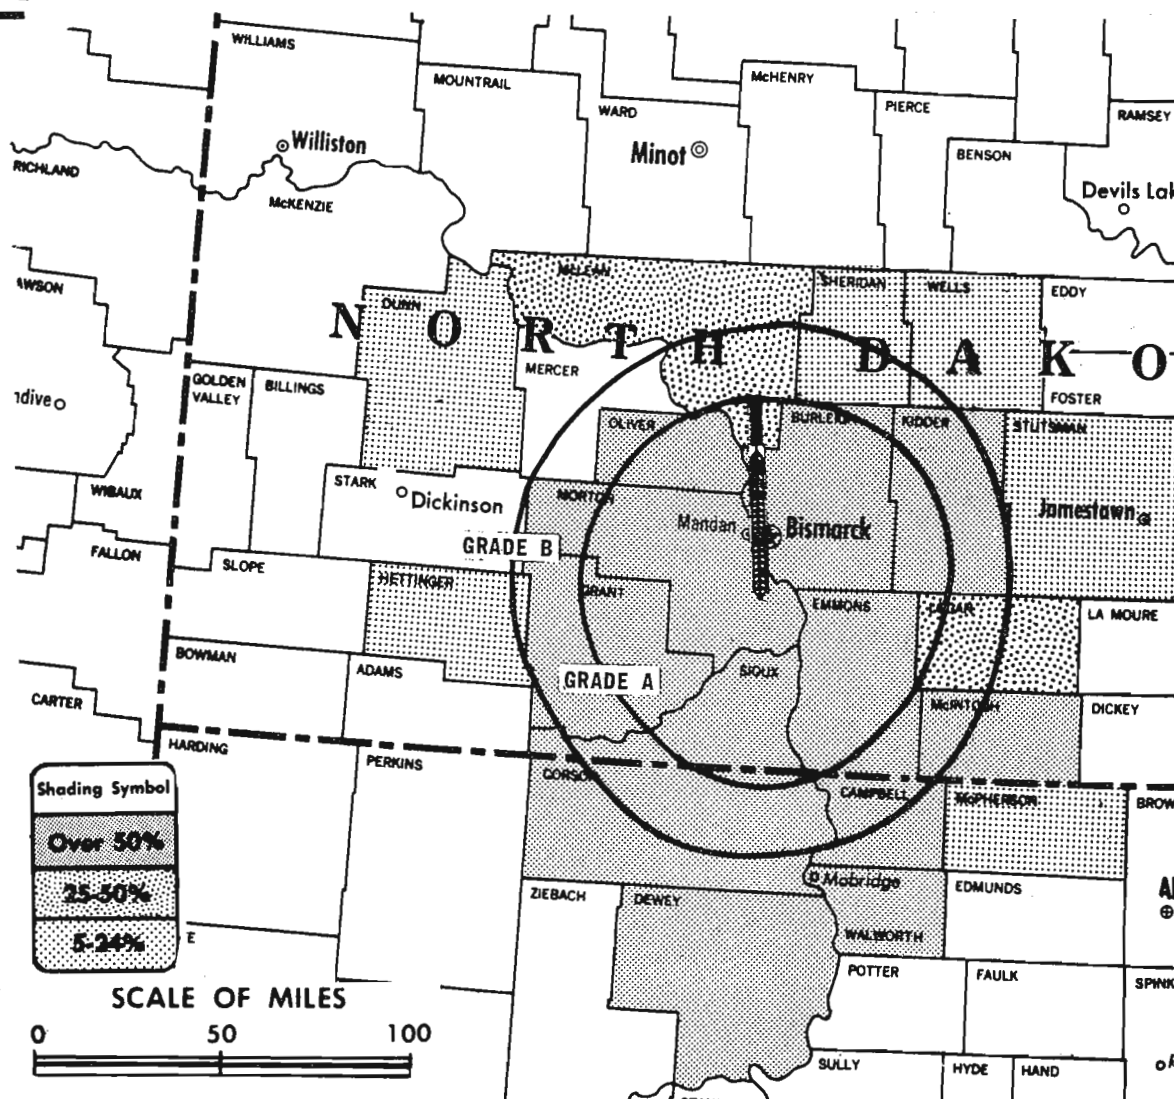 WILLIAMS
MOUNTRAIL
McHENRY
WARD
PIERCE
RAMSEY
Williston
Minot
BENSON
RICHLAND
McKENZIE
Devils Lak
McLEAN
SHERIDAN
WELLS
EDDY
AWSON
DUNN
N O R T H D A K O
MERCER
GOLDEN
VALLEY
BILLINGS
FOSTER
ndive
OLIVER
BURLEIGH
KIDDER
STUTSMAN
STARK
Dickinson
MORTON
WIBAUX
Mandan
Bismarck
Jamestown
GRADE B
FALLON
SLOPE
HETTINGER
GRANT
EMMONS
LOGAN
LA MOURE
BOWMAN
ADAMS
GRADE A
SIOUX
CARTER
McINTOSH
DICKEY
HARDING
PERKINS
CORSON
CAMPBELL
McPHERSON
BROW
Shading Symbol
Over 50%
25-50%
5-24%
Mobridge
ZIEBACH
DEWEY
EDMUNDS
E
WALWORTH
POTTER
FAULK
SPINK
SCALE OF MILES
0 50 100
SULLY
HYDE
HAND